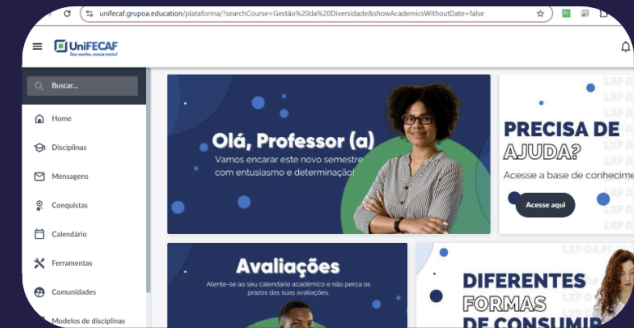 unifecaf.grupoa.education/plataforma/?searchCourse=Gestão%20da%20Diversidade&showAcademicsWithoutDate=false
UniFECAF
Seu sonho, nossa meta!
Buscar...
Home
Disciplinas
Mensagens
Conquistas
Calendário
Ferramentas
Comunidades
Modelos de disciplinas
Olá, Professor (a)
Vamos encarar este novo semestre
com entusiasmo e determinação!
PRECISA DE
AJUDA?
Acesse a base de conhecime
Acesse aqui
Avaliações
Atente-se ao seu calendário acadêmico e não perca os
prazos das suas avaliações.
DIFERENTES
FORMAS
DE CONSUMIR